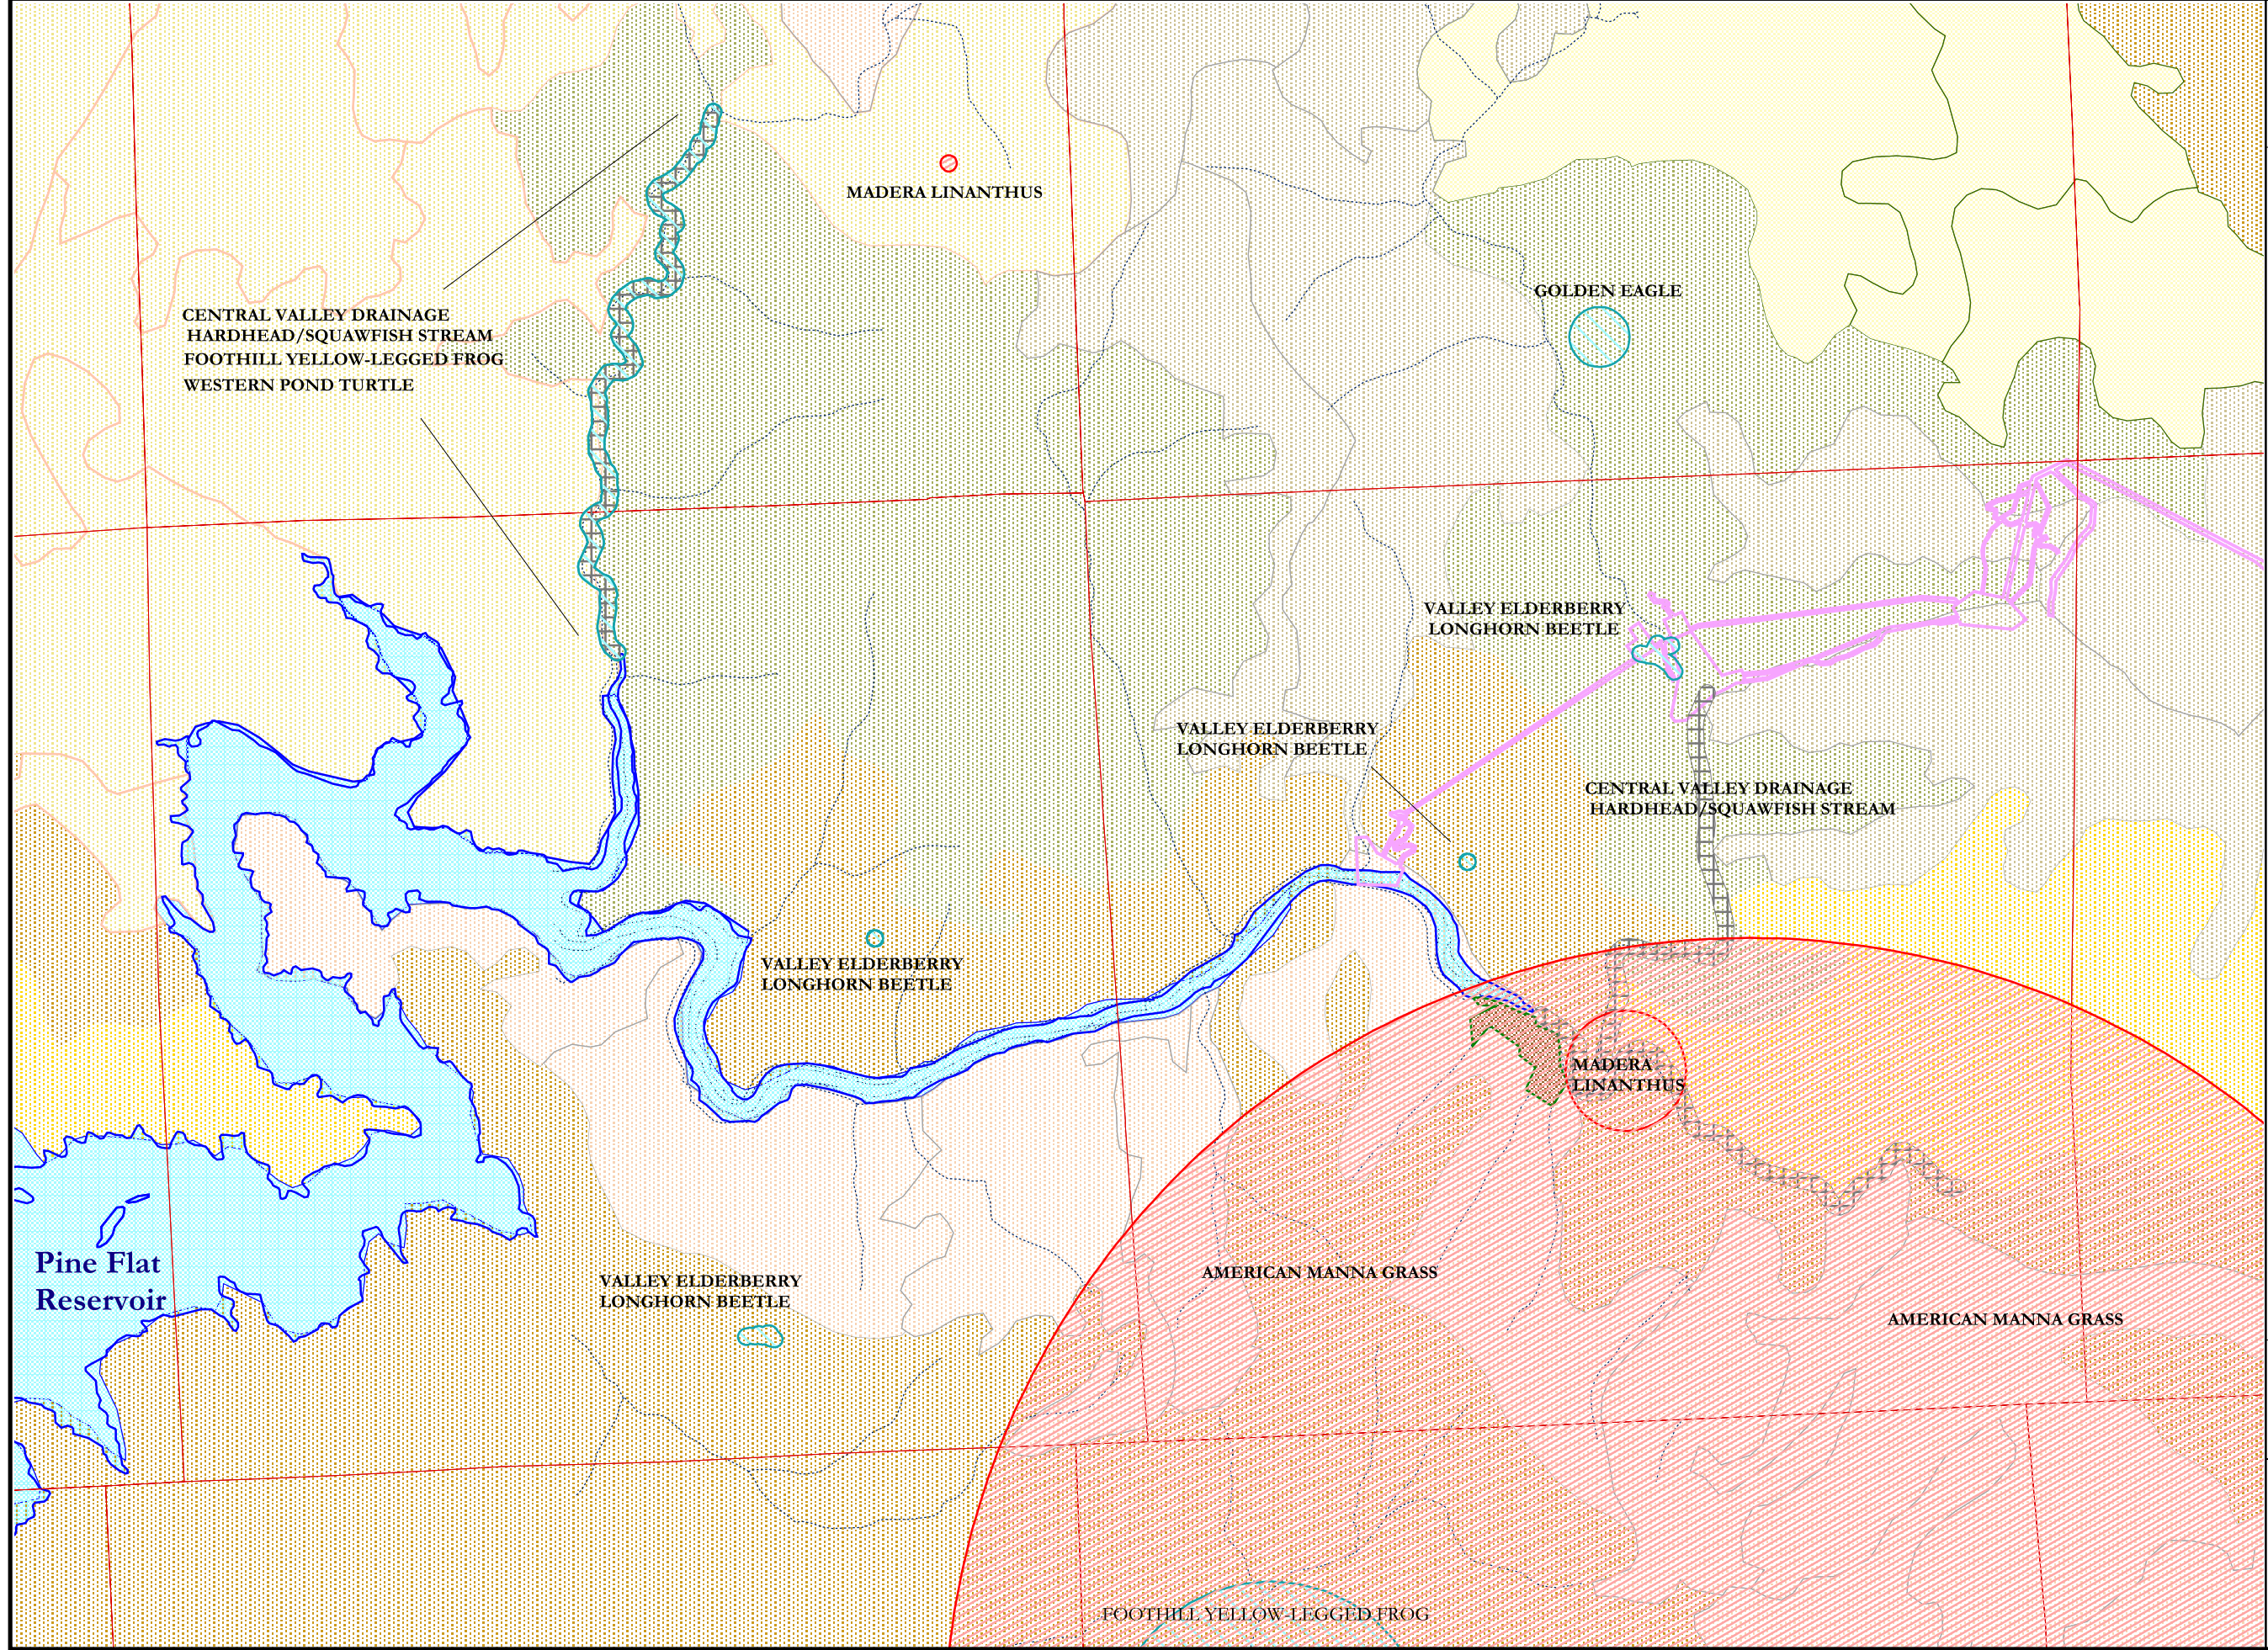 MADERA LINANTHUS
GOLDEN EAGLE
CENTRAL VALLEY DRAINAGE
HARDHEAD/SQUAWFISH STREAM
FOOTHILL YELLOW-LEGGED FROG
WESTERN POND TURTLE
VALLEY ELDERBERRY
LONGHORN BEETLE
VALLEY ELDERBERRY
LONGHORN BEETLE
CENTRAL VALLEY DRAINAGE
HARDHEAD/SQUAWFISH STREAM
VALLEY ELDERBERRY
LONGHORN BEETLE
MADERA
LINANTHUS
Pine Flat
Reservoir
VALLEY ELDERBERRY
LONGHORN BEETLE
AMERICAN MANNA GRASS
AMERICAN MANNA GRASS
FOOTHILL YELLOW-LEGGED FROG